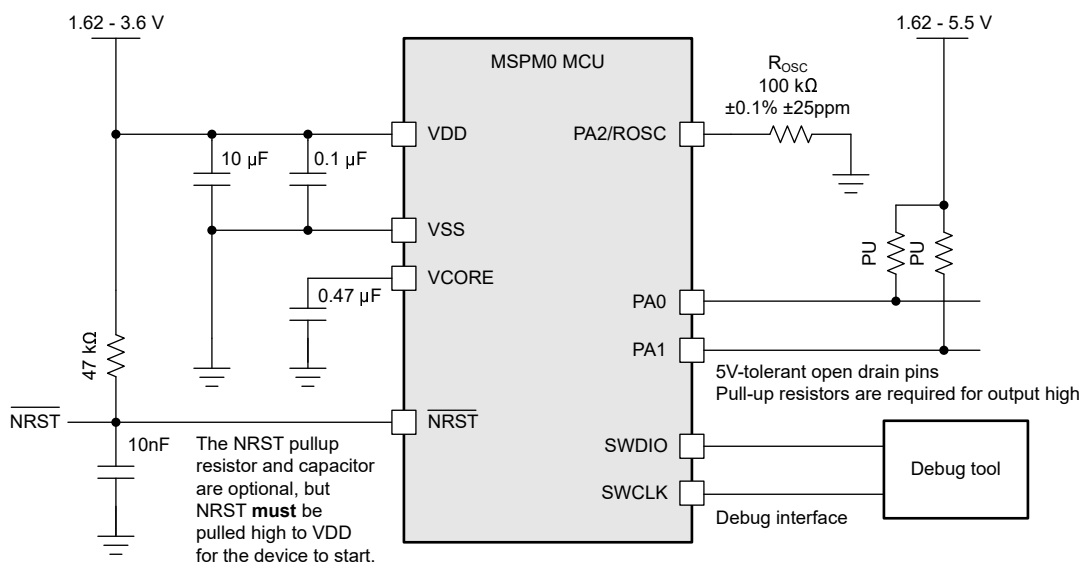 1.62 - 3.6 V
1.62 - 5.5 V
MSPM0 MCU
ROSC
100 kΩ
±0.1% ±25ppm
VDD
PA2/ROSC
10 µF
0.1 µF
VSS
PU
PU
VCORE
0.47 µF
PA0
47 kΩ
PA1
5V-tolerant open drain pins
Pull-up resistors are required for output high
NRST
NRST
10nF
The NRST pullup
resistor and capacitor
are optional, but
NRST must be
pulled high to VDD
for the device to start.
SWDIO
SWCLK
Debug tool
Debug interface